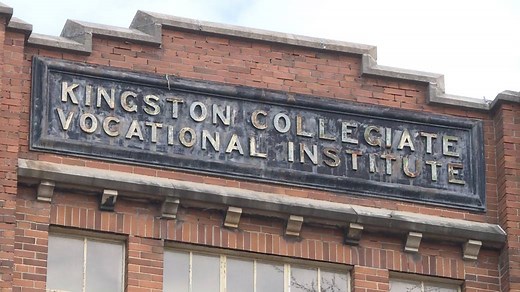 KINGSTON COLLEGIATE
VOCATIONAL INSTITUTE